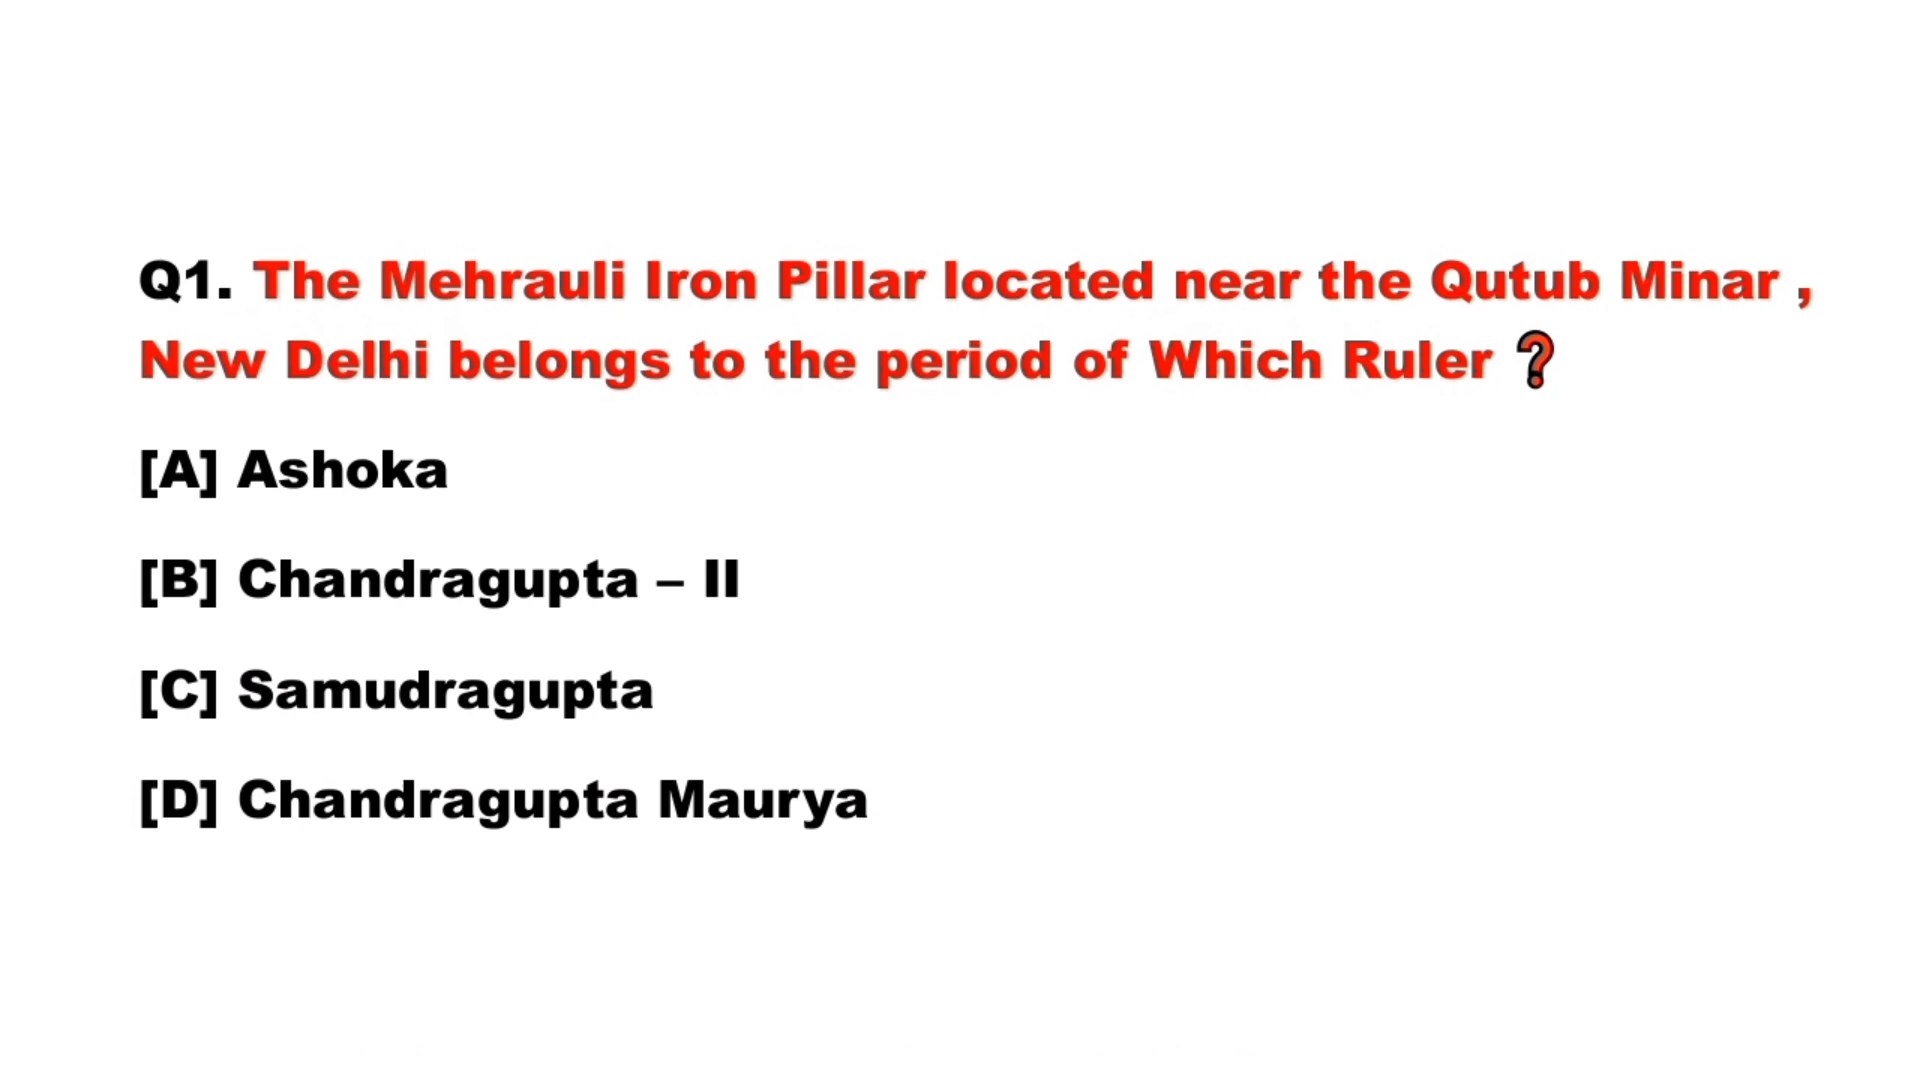 Q1. The Mehrauli Iron Pillar located near the Qutub Minar ,
New Delhi belongs to the period of Which Ruler ❓
[A] Ashoka
[B] Chandragupta – II
[C] Samudragupta
[D] Chandragupta Maurya